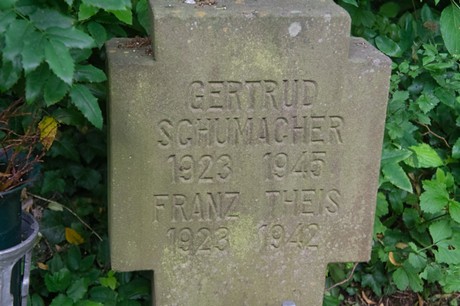 GERTRUD
SCHUMACHER
1923 1945
FRANZ THEIS
1923 1942